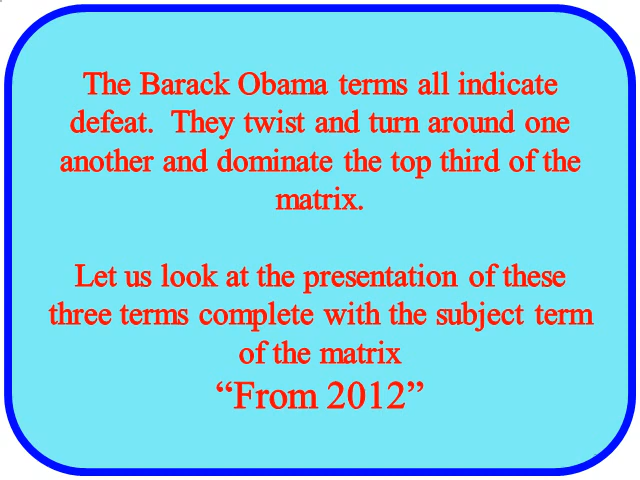 The Barack Obama terms all indicate
defeat.  They twist and turn around one
another and dominate the top third of the
matrix.
Let us look at the presentation of these
three terms complete with the subject term
of the matrix
“From 2012”